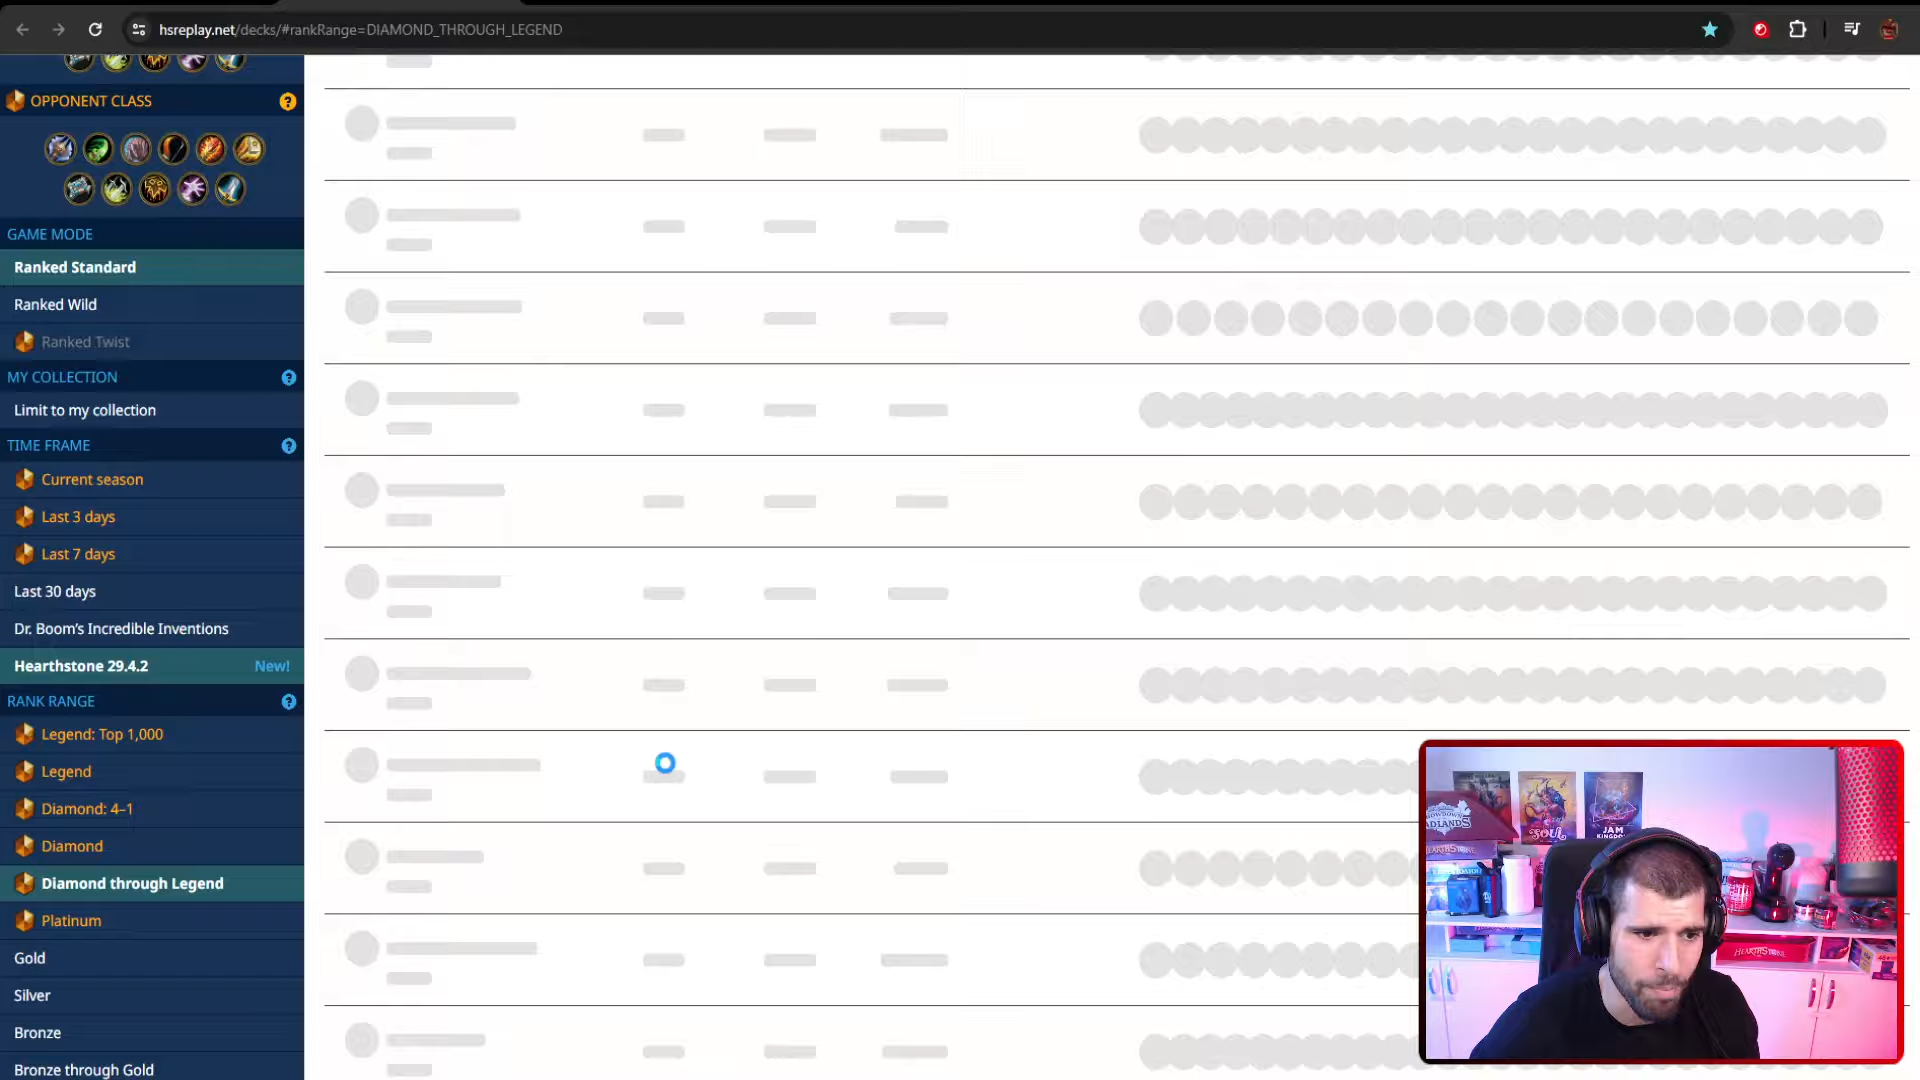 hsreplay.net/decks/#rankRange=DIAMOND_THROUGH_LEGEND
OPPONENT CLASS
GAME MODE
Ranked Standard
Ranked Wild
Ranked Twist
MY COLLECTION
Limit to my collection
TIME FRAME
Current season
Last 3 days
Last 7 days
Last 30 days
Dr. Boom's Incredible Inventions
Hearthstone 29.4.2 New!
RANK RANGE
Legend: Top 1,000
Legend
Diamond: 4–1
Diamond
Diamond through Legend
Platinum
Gold
Silver
Bronze
Bronze through Gold
SOUL
JAM
HEARTHSTONE